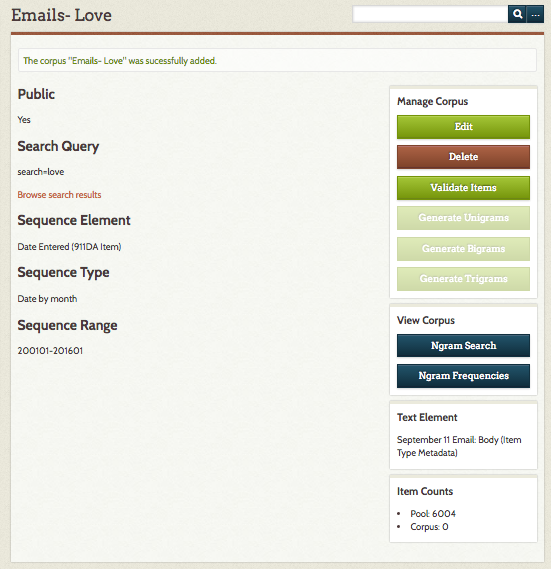 Emails- Love
...
The corpus "Emails- Love" was sucessfully added.
Public
Yes
Search Query
search=love
Browse search results
Sequence Element
Date Entered (911DA Item)
Sequence Type
Date by month
Sequence Range
200101-201601
Manage Corpus
Edit
Delete
Validate Items
Generate Unigrams
Generate Bigrams
Generate Trigrams
View Corpus
Ngram Search
Ngram Frequencies
Text Element
September 11 Email: Body (Item
Type Metadata)
Item Counts
• Pool: 6004
• Corpus: 0